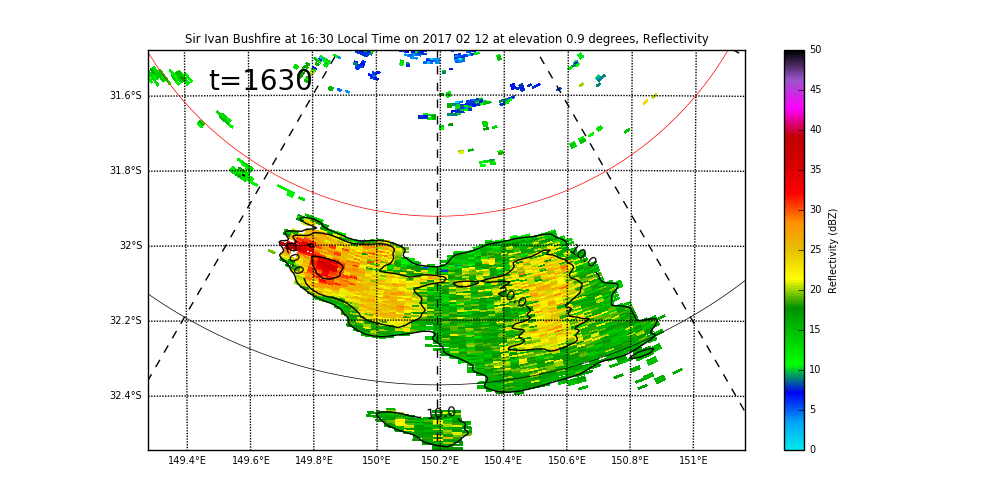 Sir Ivan Bushfire at 16:30 Local Time on 2017 02 12 at elevation 0.9 degrees, Reflectivity
t=1630
31.6°S
31.8°S
32°S
32.2°S
32.4°S
10.0
149.4°E 149.6°E 149.8°E 150°E 150.2°E 150.4°E 150.6°E 150.8°E 151°E
50
45
40
35
30
25
20
15
10
5
0
Reflectivity (dBZ)